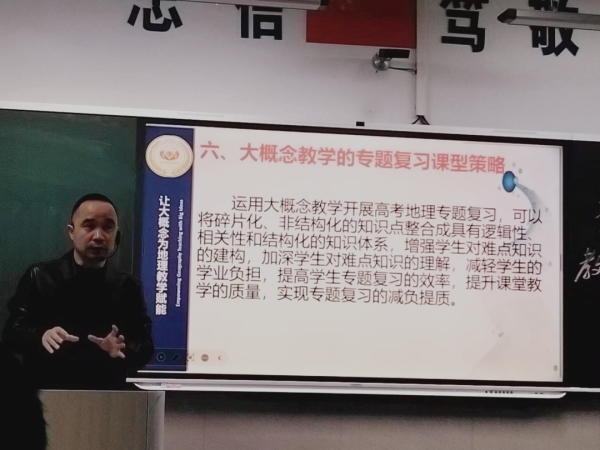 忠信
笃敬
六、大概念教学的专题复习课型策略
运用大概念教学开展高考地理专题复习，可以
将碎片化、非结构化的知识点整合成具有逻辑性、
相关性和结构化的知识体系，增强学生对难点知识
的建构，加深学生对难点知识的理解，减轻学生的
学业负担，提高学生专题复习的效率，提升课堂教
学的质量，实现专题复习的减负提质。
让大概念为地理教学赋能
Empowering Geography Teaching with Big Ideas
教